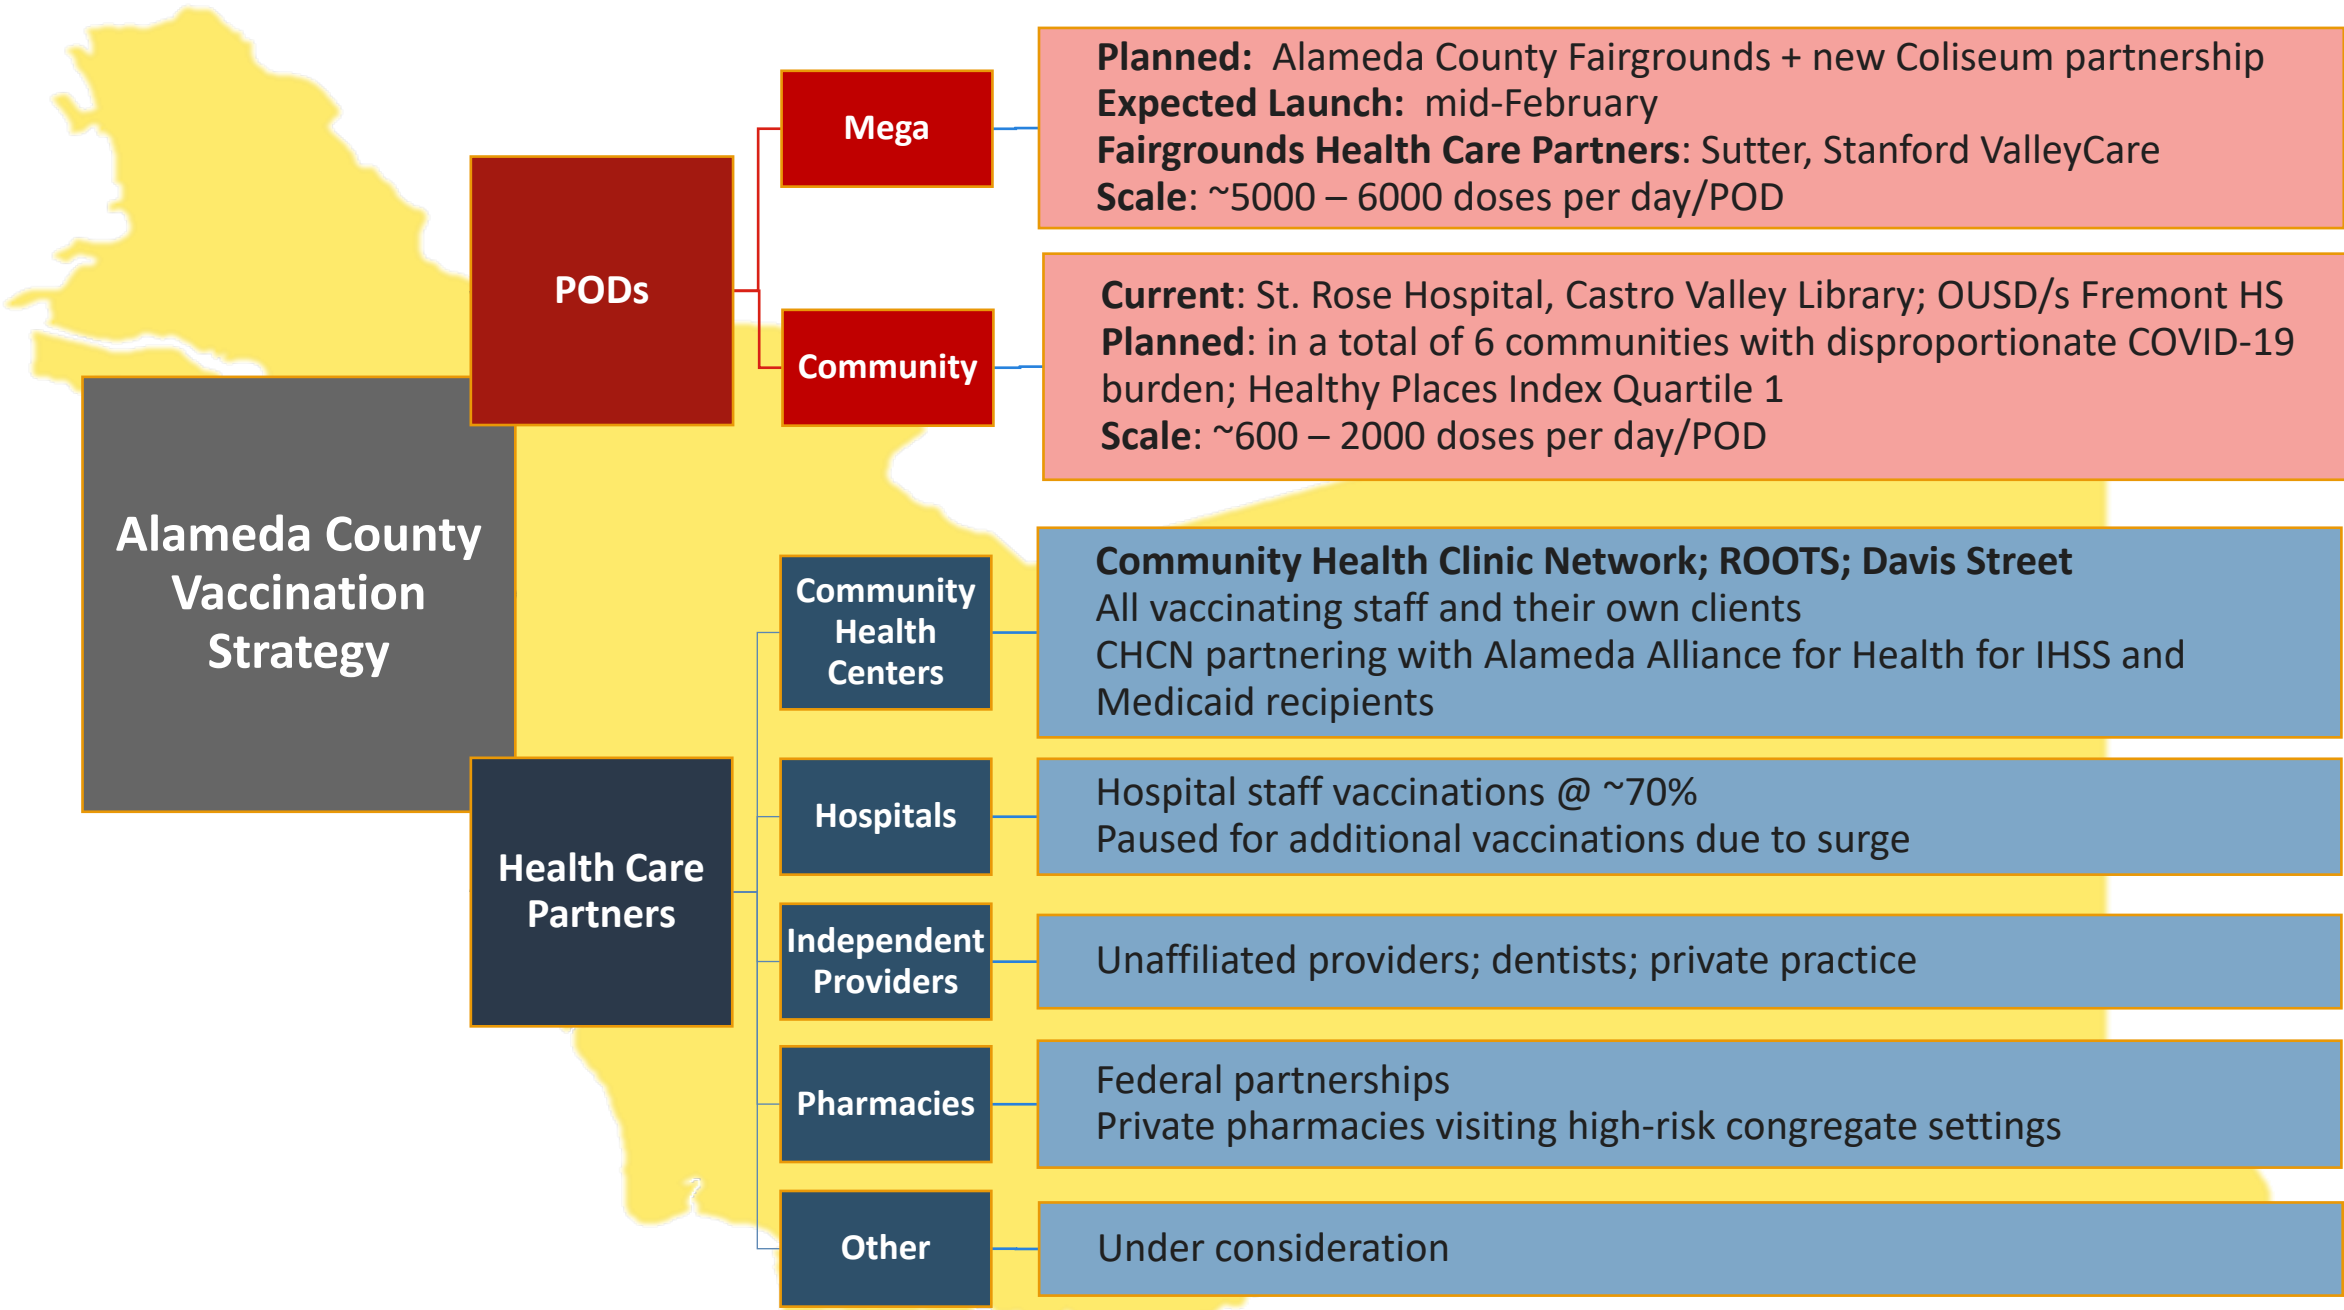 Alameda County
Vaccination
Strategy
PODs
Mega
Planned: Alameda County Fairgrounds + new Coliseum partnership
Expected Launch: mid-February
Fairgrounds Health Care Partners: Sutter, Stanford ValleyCare
Scale: ~5000 – 6000 doses per day/POD
Community
Current: St. Rose Hospital, Castro Valley Library; OUSD/s Fremont HS
Planned: in a total of 6 communities with disproportionate COVID-19
burden; Healthy Places Index Quartile 1
Scale: ~600 – 2000 doses per day/POD
Health Care
Partners
Community
Health
Centers
Community Health Clinic Network; ROOTS; Davis Street
All vaccinating staff and their own clients
CHCN partnering with Alameda Alliance for Health for IHSS and
Medicaid recipients
Hospitals
Hospital staff vaccinations @ ~70%
Paused for additional vaccinations due to surge
Independent
Providers
Unaffiliated providers; dentists; private practice
Pharmacies
Federal partnerships
Private pharmacies visiting high-risk congregate settings
Other
Under consideration